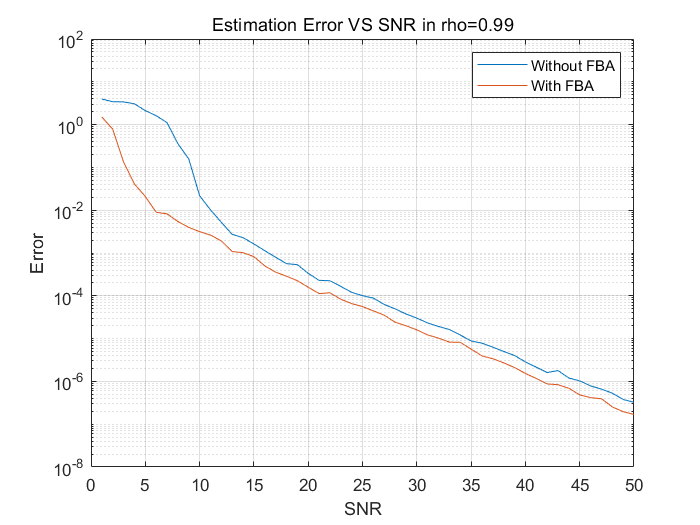 Estimation Error VS SNR in rho=0.99
Without FBA
With FBA
10^2
10^0
10^-2
10^-4
10^-6
10^-8
Error
0 5 10 15 20 25 30 35 40 45 50
SNR